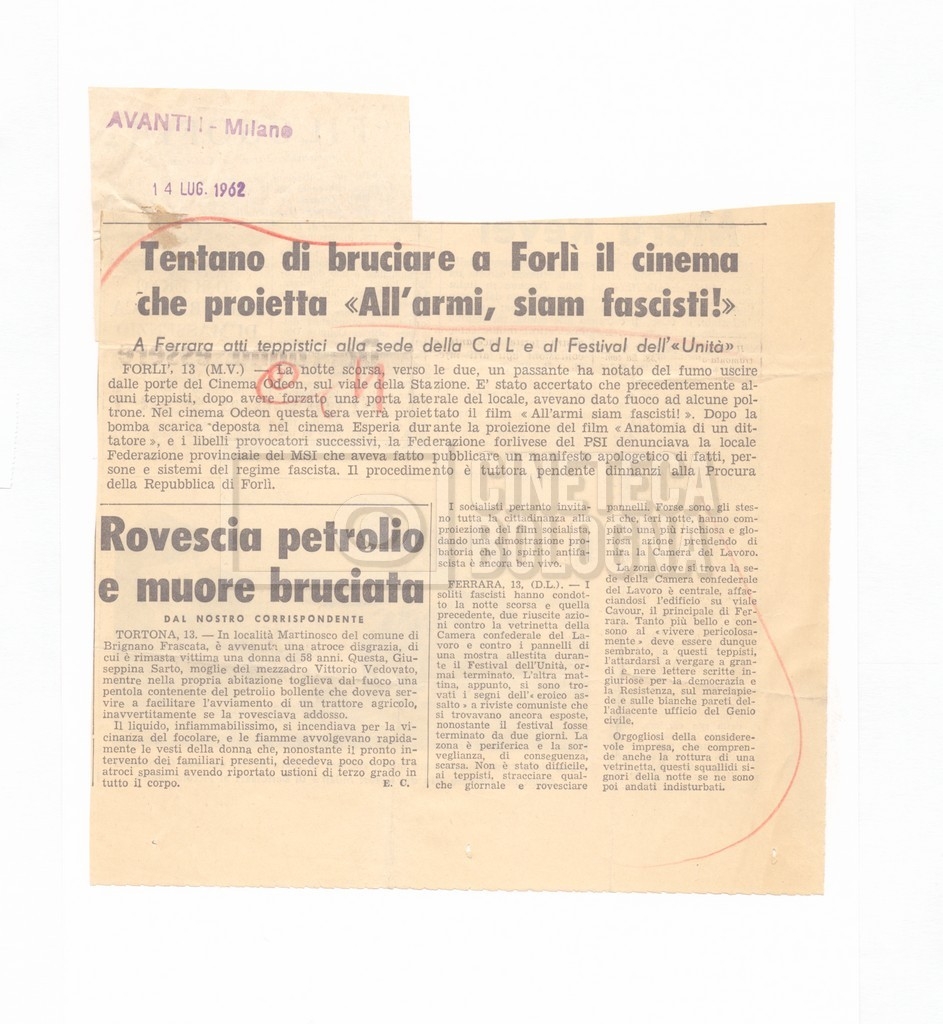 AVANTI! - Milano
14 LUG. 1962
Tentano di bruciare a Forlì il cinema
che proietta «All'armi, siam fascisti!»
A Ferrara atti teppistici alla sede della CdL e al Festival dell'«Unità»
FORLI', 13 (M.V.) — La notte scorsa, verso le due, un passante ha notato del fumo uscire
dalle porte del Cinema Odeon, sul viale della Stazione. E' stato accertato che precedentemente al-
cuni teppisti, dopo avere forzato una porta laterale del locale, avevano dato fuoco ad alcune pol-
trone. Nel cinema Odeon questa sera verrà proiettato il film «All'armi siam fascisti!». Dopo la
bomba scarica deposta nel cinema Esperia durante la proiezione del film «Anatomia di un dit-
tatore», e i libelli provocatori successivi, la Federazione forlivese del PSI denunciava la locale
Federazione provinciale del MSI che aveva fatto pubblicare un manifesto apologetico di fatti, per-
sone e sistemi del regime fascista. Il procedimento è tuttora pendente dinnanzi alla Procura
della Repubblica di Forlì.
I socialisti pertanto invita-
no tutta la cittadinanza alla
proiezione del film socialista,
dando una dimostrazione pro-
batoria che lo spirito antifa-
scista è ancora ben vivo.
FERRARA, 13, (D.L.). — I
soliti fascisti hanno condot-
to la notte scorsa e quella
precedente, due riuscite azio-
ni contro la vetrinetta della
Camera confederale del La-
voro e contro i pannelli di
una mostra allestita duran-
te il Festival dell'Unità, or-
mai terminato. L'altra mat-
tina, appunto, si sono tro-
vati i segni dell'«eroico as-
salto» a riviste comuniste che
si trovavano ancora esposte,
nonostante il festival fosse
terminato da due giorni. La
zona è periferica e la sor-
veglianza, di conseguenza,
scarsa. Non è stato difficile,
ai teppisti, stracciare qual-
che giornale e rovesciare
pannelli. Forse sono gli stes-
si che, ieri notte, hanno com-
piuto una più rischiosa e glo-
riosa azione prendendo di
mira la Camera del Lavoro.
La zona dove si trova la se-
de della Camera confederale
del Lavoro è centrale, affac-
ciandosi l'edificio su viale
Cavour, il principale di Fer-
rara. Tanto più bello e con-
sono al «vivere pericolosa-
mente» deve essere dunque
sembrato, a questi teppisti,
l'attardarsi a vergare a gran-
di e nere lettere scritte in-
giuriose per la democrazia e
la Resistenza, sul marciapie-
de e sulle bianche pareti del-
l'adiacente ufficio del Genio
civile.
Orgogliosi della considere-
vole impresa, che compren-
de anche la rottura di una
vetrinetta, questi squallidi si-
gnori della notte se ne sono
poi andati indisturbati.
Rovescia petrolio
e muore bruciata
DAL NOSTRO CORRISPONDENTE
TORTONA, 13. — In località Martinosco del comune di
Brignano Frascata, è avvenuta una atroce disgrazia, di
cui è rimasta vittima una donna di 58 anni. Questa, Giu-
seppina Sarto, moglie del mezzadro Vittorio Vedovato,
mentre nella propria abitazione toglieva dal fuoco una
pentola contenente del petrolio bollente che doveva ser-
vire a facilitare l'avviamento di un trattore agricolo,
inavvertitamente se la rovesciava addosso.
Il liquido, infiammabilissimo, si incendiava per la vi-
cinanza del focolare, e le fiamme avvolgevano rapida-
mente le vesti della donna che, nonostante il pronto in-
tervento dei familiari presenti, decedeva poco dopo tra
atroci spasimi avendo riportato ustioni di terzo grado in
tutto il corpo. E. C.
CINETECA
BOLOGNA